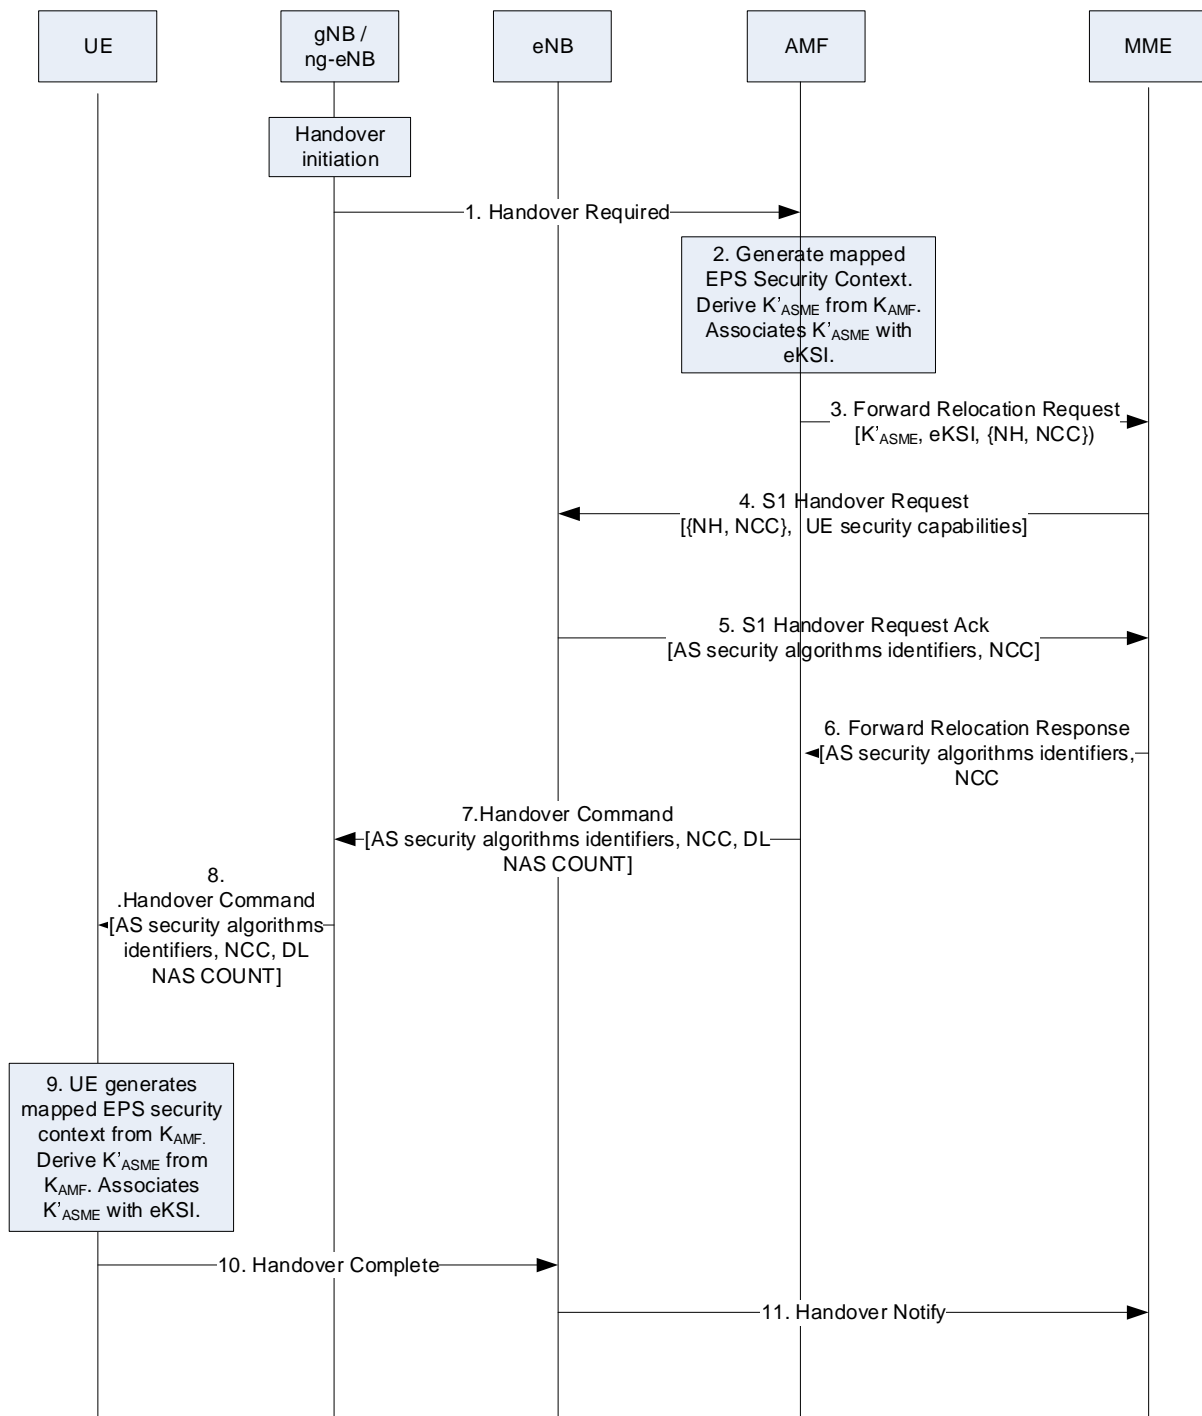 UE
gNB /
ng-eNB
eNB
AMF
MME
Handover
initiation
1. Handover Required
2. Generate mapped
EPS Security Context.
Derive K’ASME from KAMF.
Associates K’ASME with
eKSI.
3. Forward Relocation Request
[K’ASME, eKSI, {NH, NCC})
4. S1 Handover Request
[{NH, NCC}, UE security capabilities]
5. S1 Handover Request Ack
[AS security algorithms identifiers, NCC]
6. Forward Relocation Response
[AS security algorithms identifiers,
NCC
7.Handover Command
[AS security algorithms identifiers, NCC, DL
NAS COUNT]
8.
.Handover Command
[AS security algorithms
identifiers, NCC, DL
NAS COUNT]
9. UE generates
mapped EPS security
context from KAMF.
Derive K’ASME from
KAMF. Associates
K’ASME with eKSI.
10. Handover Complete
11. Handover Notify